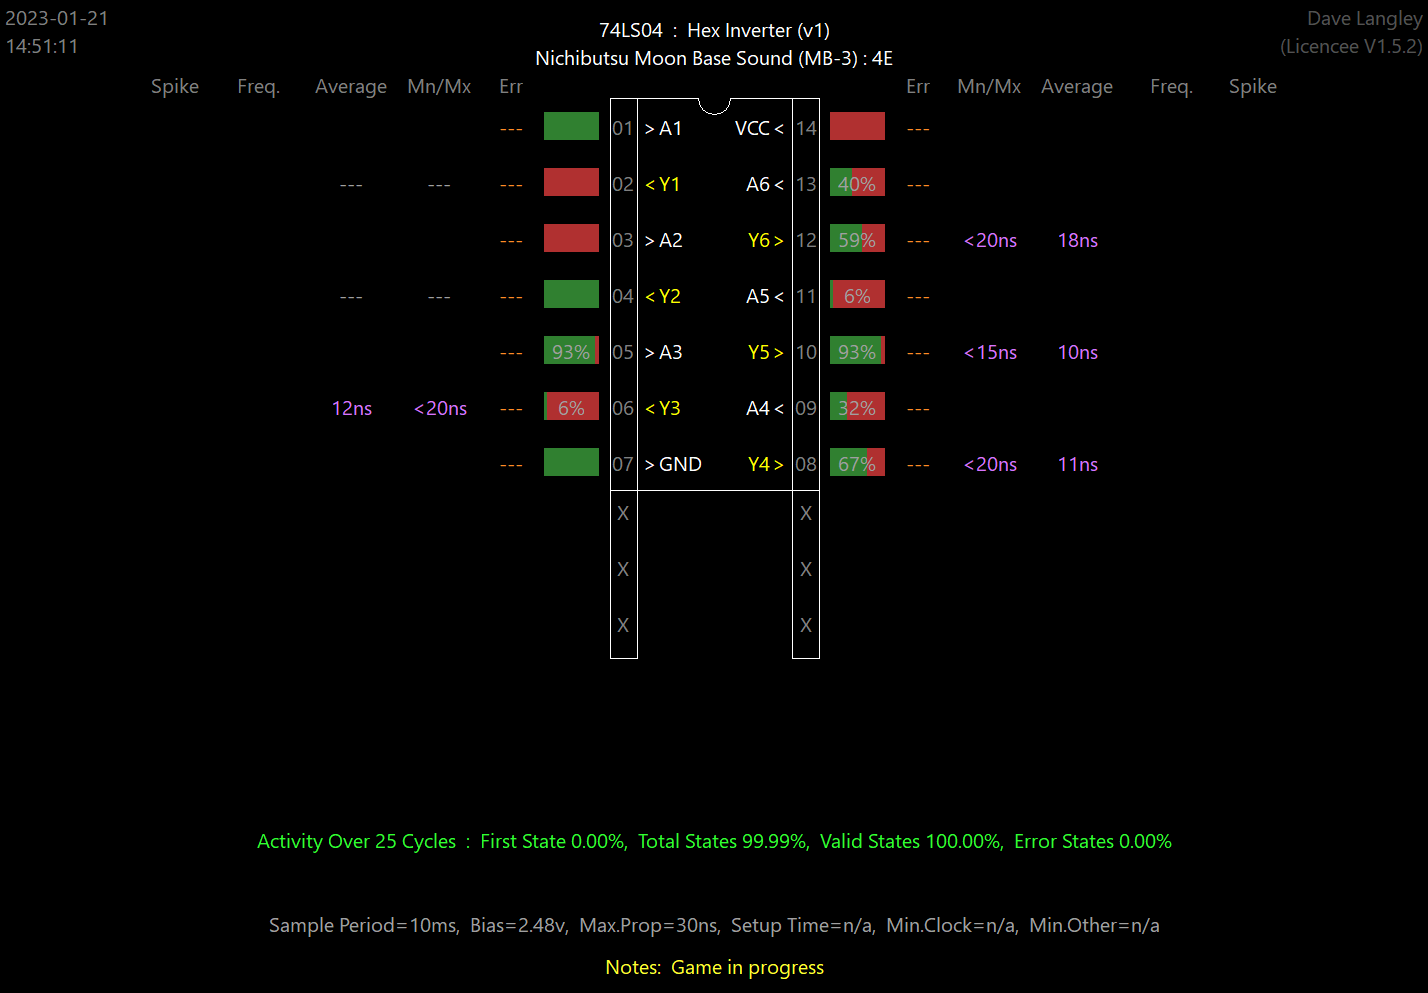 2023-01-21
14:51:11
74LS04 : Hex Inverter (v1)
Nichibutsu Moon Base Sound (MB-3) : 4E
Dave Langley
(Licencee V1.5.2)
Spike Freq. Average Mn/Mx Err Err Mn/Mx Average Freq. Spike
--- 01 > A1 VCC < 14 ---
--- --- --- 02 < Y1 A6 < 13 40% ---
--- 03 > A2 Y6 > 12 59% --- <20ns 18ns
--- --- --- 04 < Y2 A5 < 11 6% ---
--- 93% 05 > A3 Y5 > 10 93% --- <15ns 10ns
12ns <20ns --- 6% 06 < Y3 A4 < 09 32% ---
--- 07 > GND Y4 > 08 67% --- <20ns 11ns
X X
X X
X X
Activity Over 25 Cycles : First State 0.00%, Total States 99.99%, Valid States 100.00%, Error States 0.00%
Sample Period=10ms, Bias=2.48v, Max.Prop=30ns, Setup Time=n/a, Min.Clock=n/a, Min.Other=n/a
Notes: Game in progress